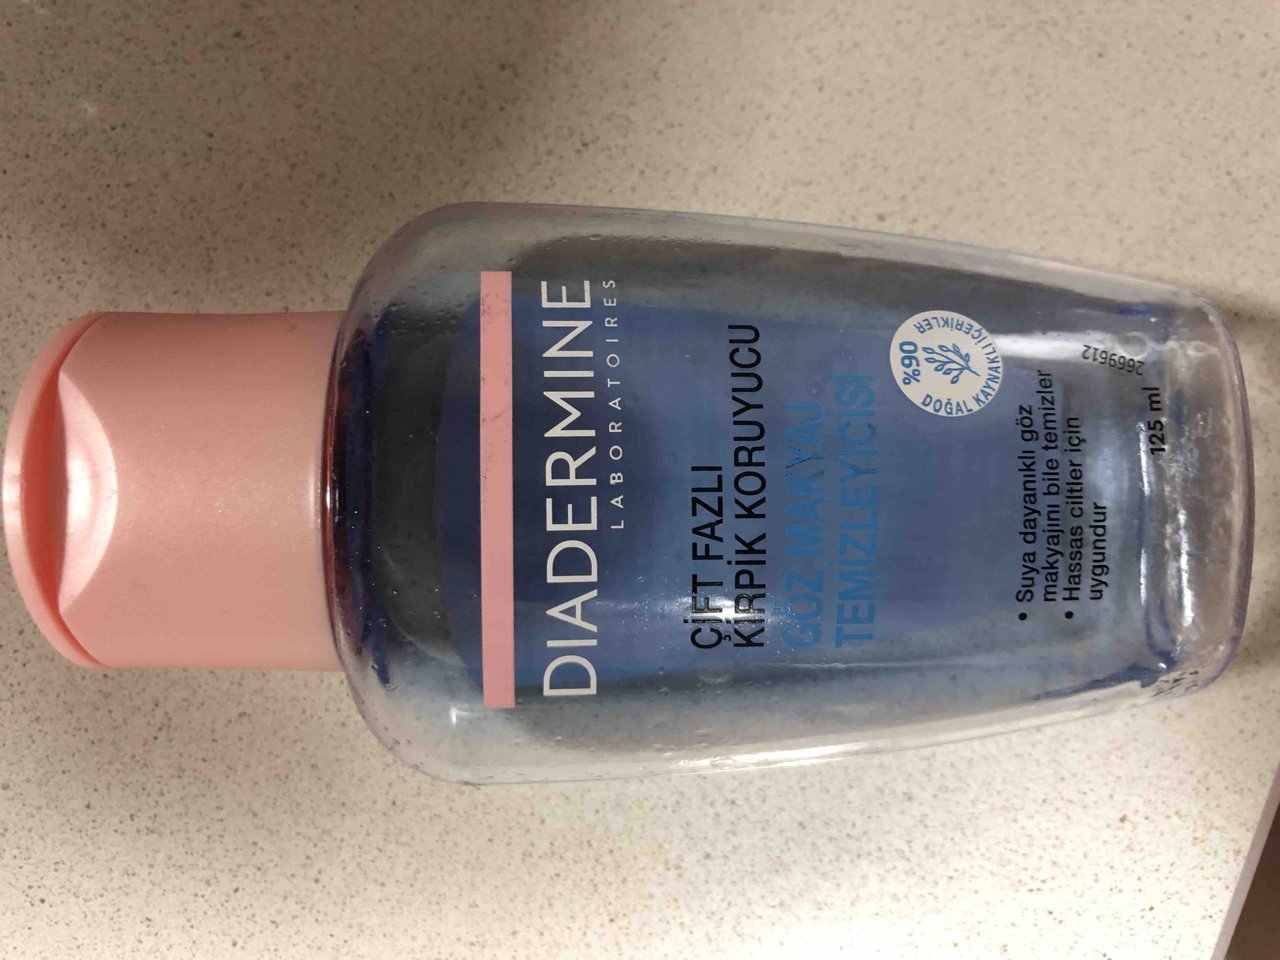 DIADERMINE
LABORATOIRES
ÇİFT FAZLI
KİRPİK KORUYUCU
GÖZ MAKYAJ
TEMİZLEYİCİSİ
%90
DOĞAL KAYNAKLI İÇERİKLER
• Suya dayanıklı göz
makyajını bile temizler
• Hassas ciltler için
uygundur
2669612
125 ml